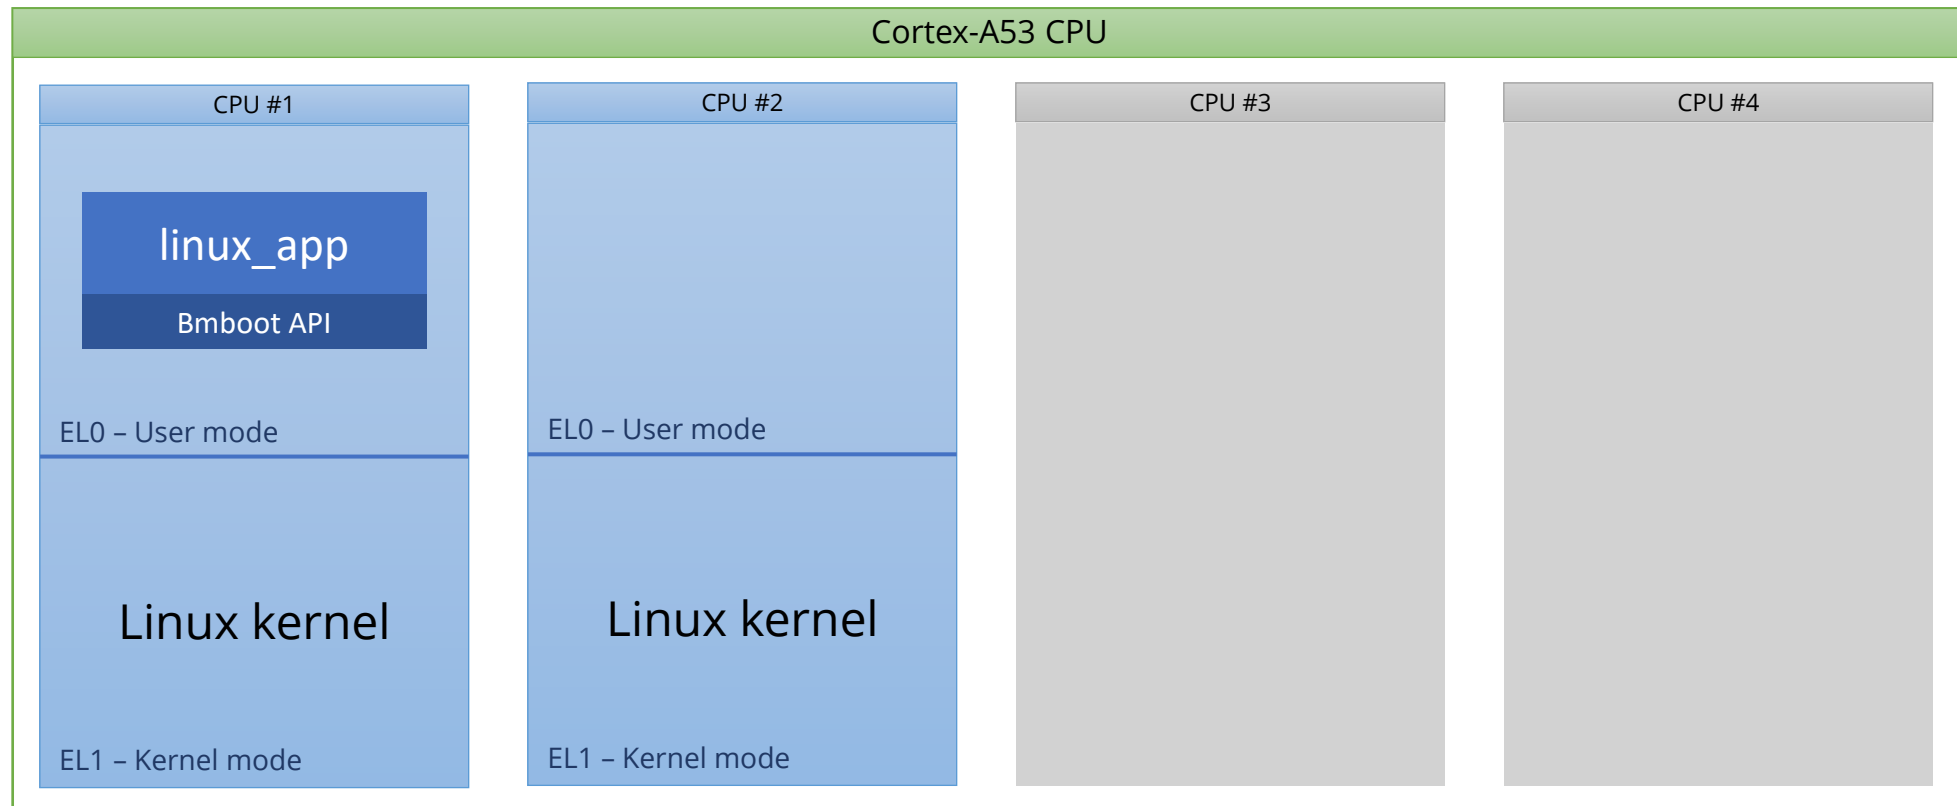 Cortex-A53 CPU
CPU #1
linux_app
Bmboot API
EL0 – User mode
Linux kernel
EL1 – Kernel mode
CPU #2
EL0 – User mode
Linux kernel
EL1 – Kernel mode
CPU #3
CPU #4